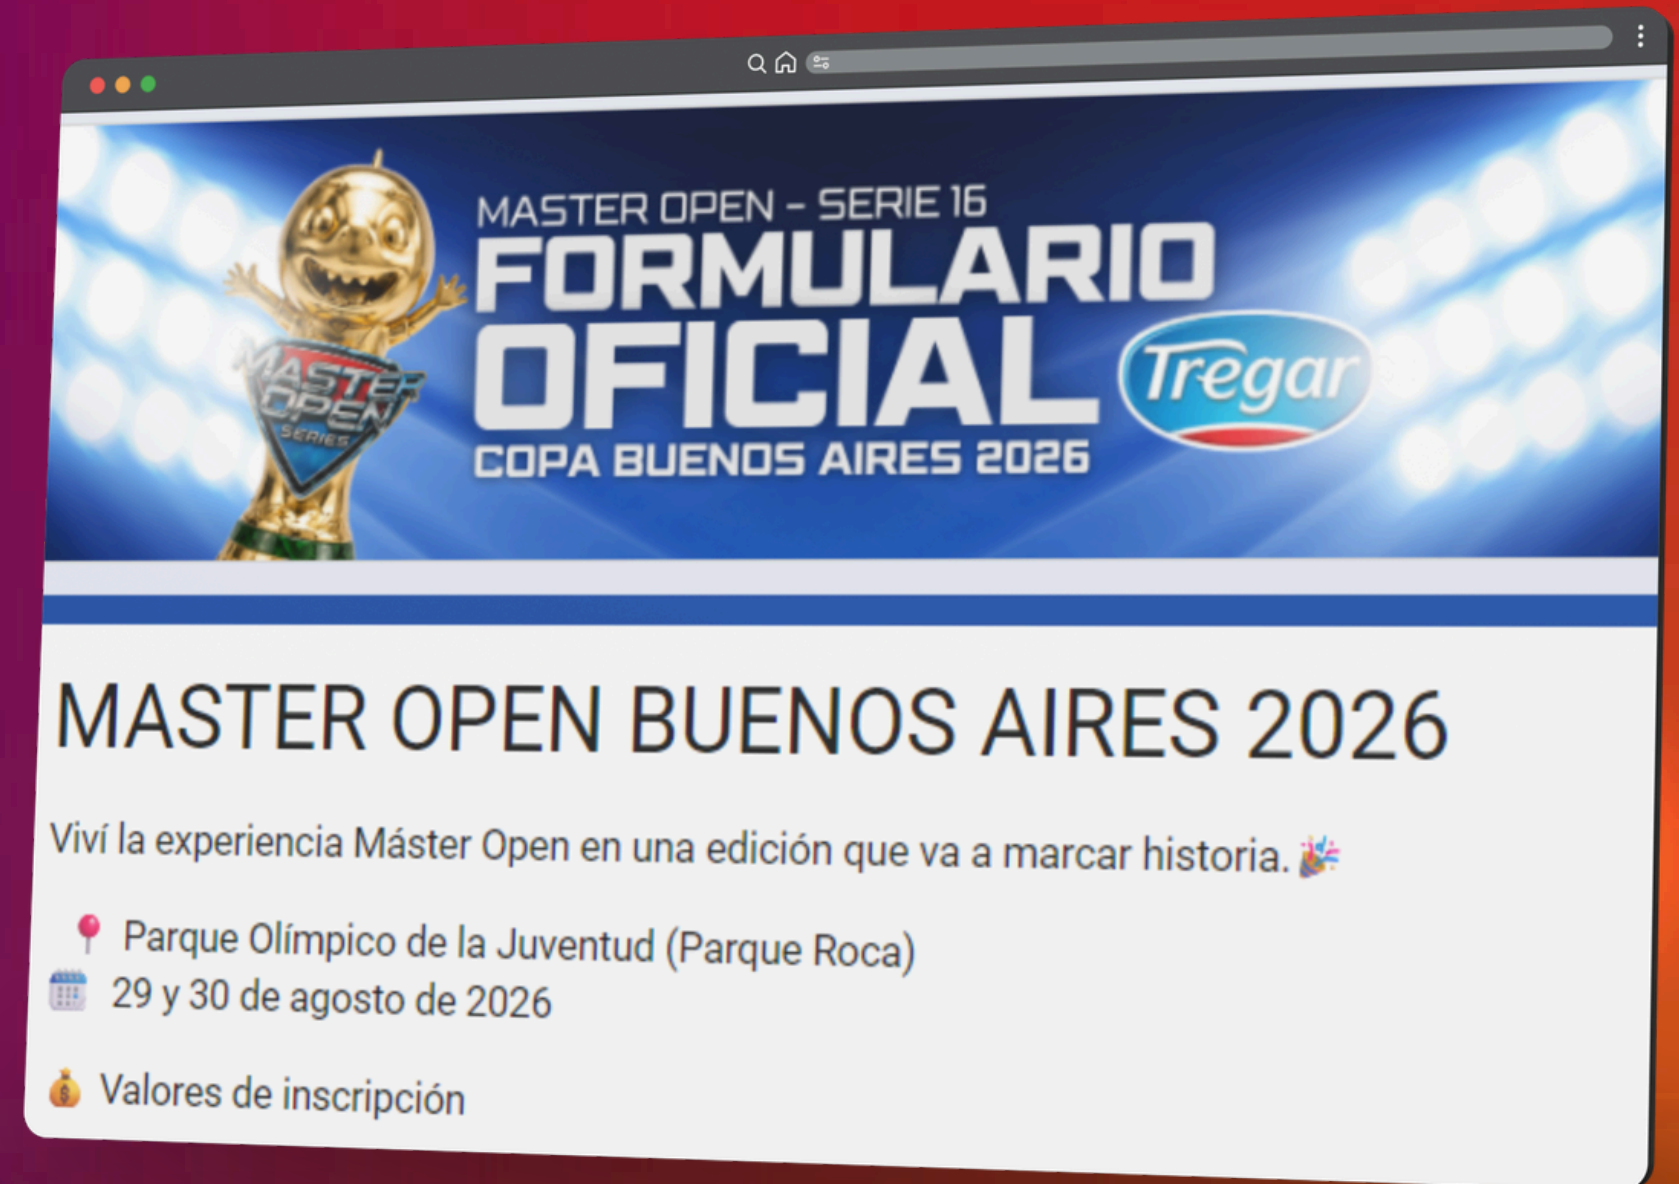 MASTER OPEN – SERIE 16
FORMULARIO
OFICIAL
Tregar
COPA BUENOS AIRES 2026
MASTER
OPEN
SERIES
MASTER OPEN BUENOS AIRES 2026
Viví la experiencia Máster Open en una edición que va a marcar historia. 🎉
📍 Parque Olímpico de la Juventud (Parque Roca)
🗓️ 29 y 30 de agosto de 2026
💰 Valores de inscripción